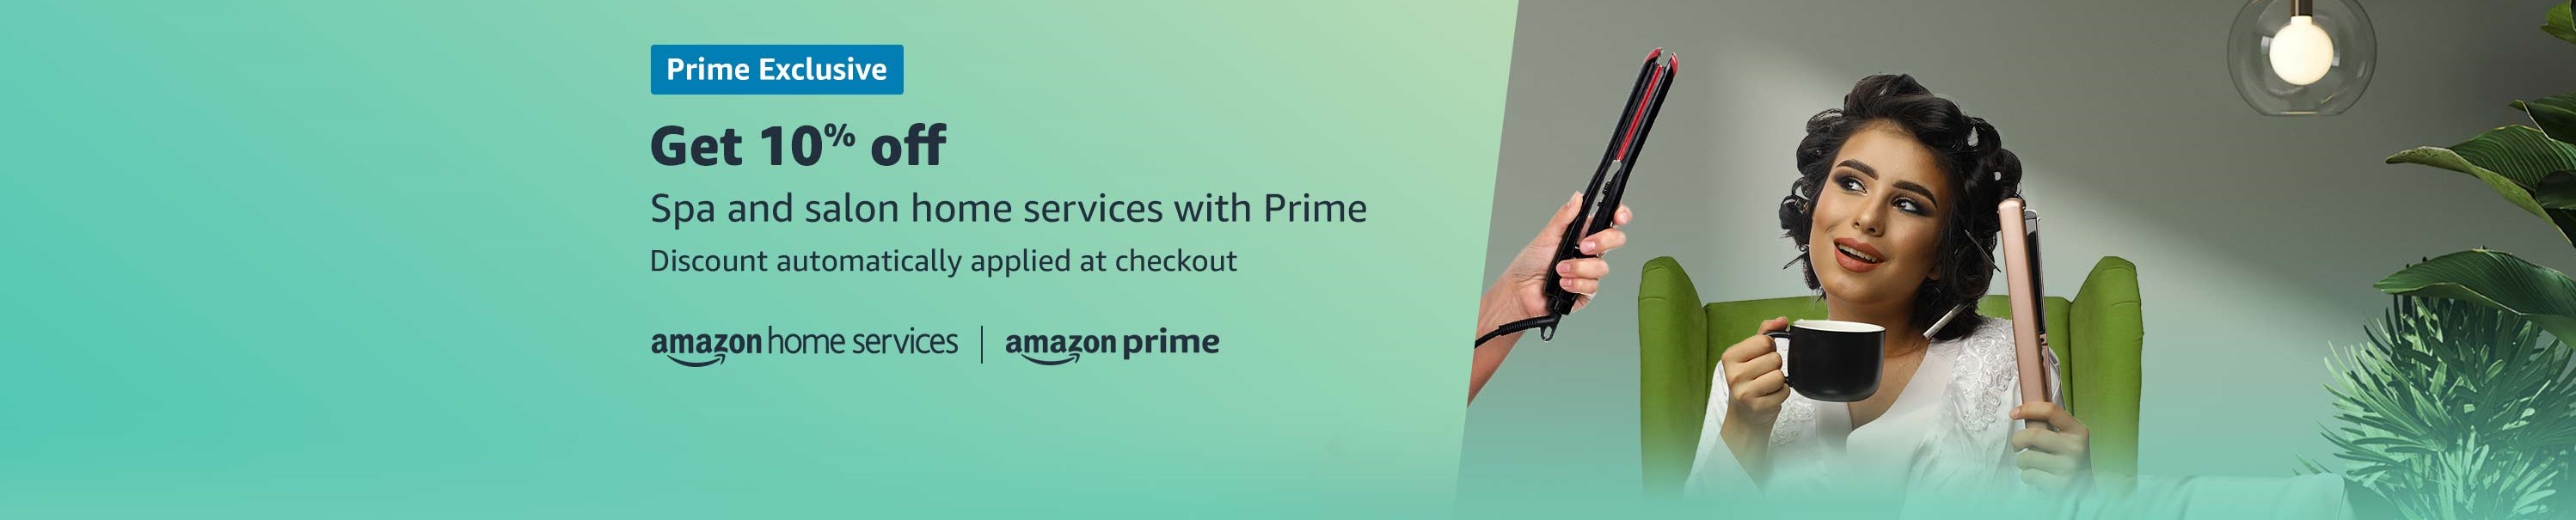 Prime Exclusive
Get 10% off
Spa and salon home services with Prime
Discount automatically applied at checkout
amazon home services | amazon prime